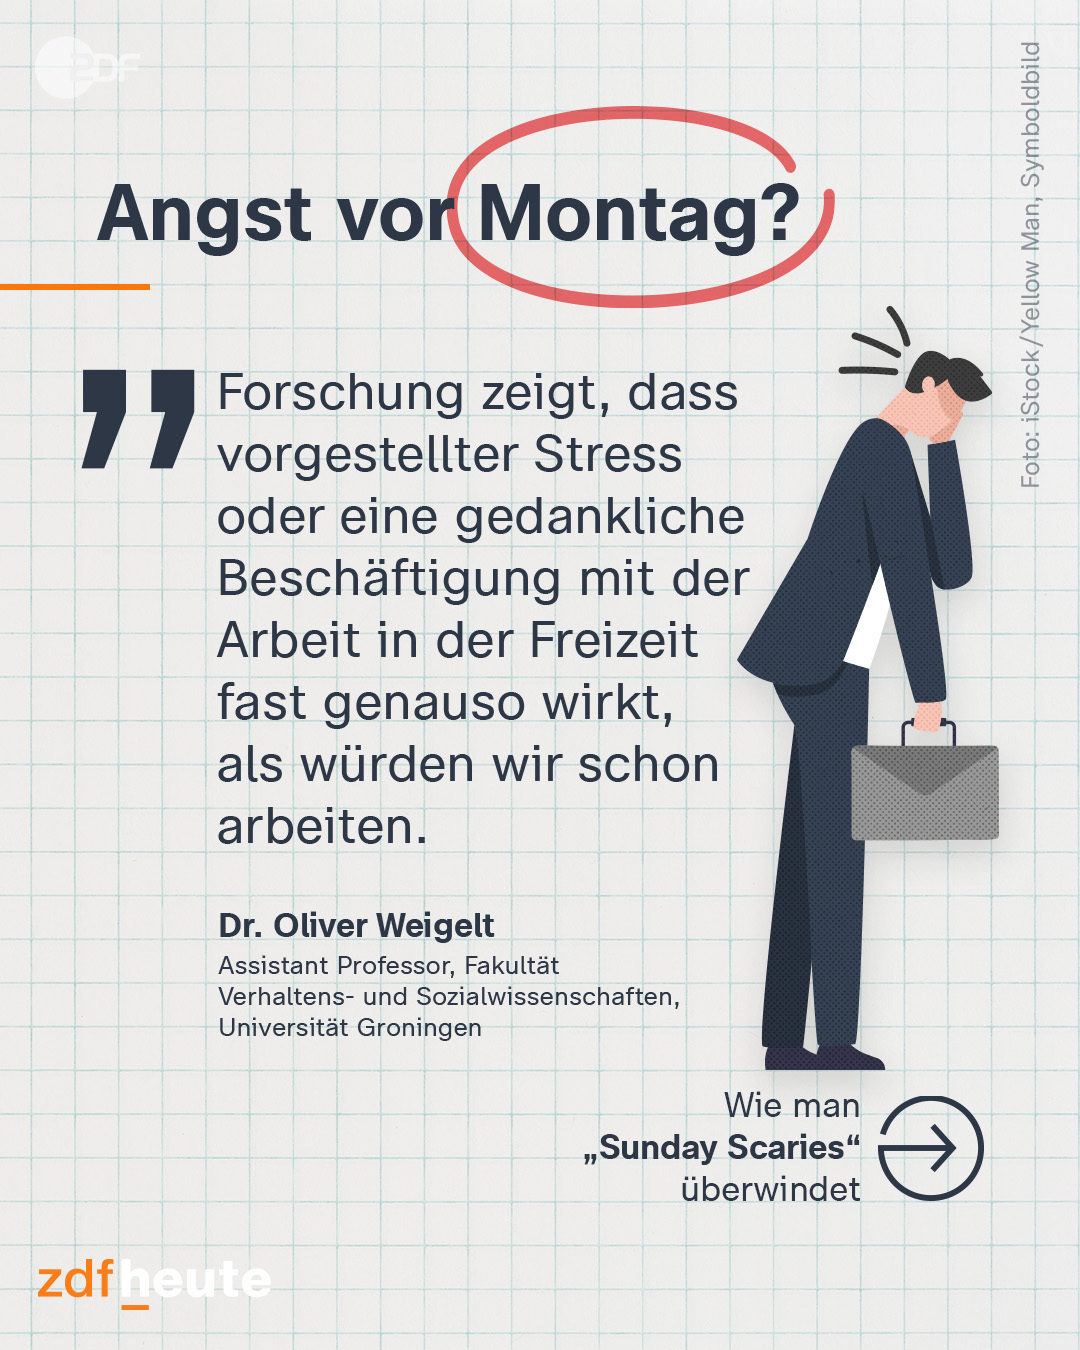 ZDF
Angst vor Montag?
Foto: iStock/Yellow Man, Symboldbild
”Forschung zeigt, dass
vorgestellter Stress
oder eine gedankliche
Beschäftigung mit der
Arbeit in der Freizeit
fast genauso wirkt,
als würden wir schon
arbeiten.
Dr. Oliver Weigelt
Assistant Professor, Fakultät
Verhaltens- und Sozialwissenschaften,
Universität Groningen
Wie man
„Sunday Scaries“
überwindet
zdfheute